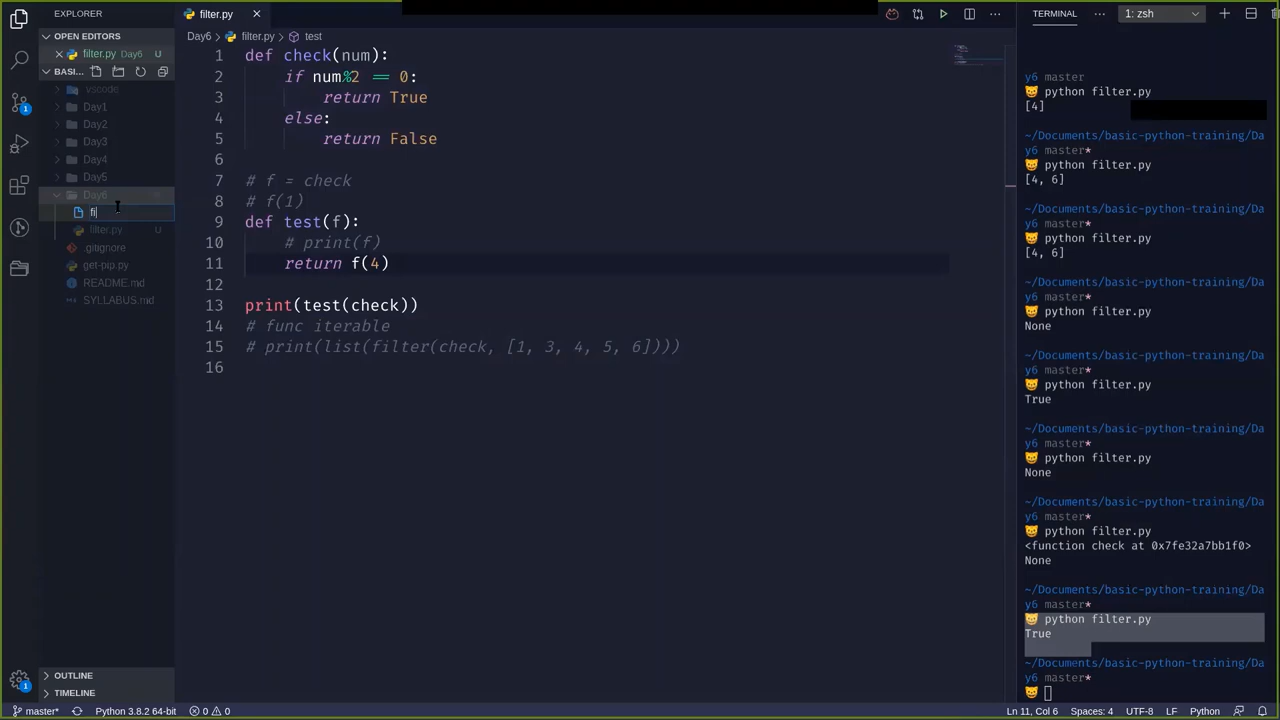 EXPLORER
OPEN EDITORS
filter.py Day6 U
BASI...
.vscode
Day1
Day2
Day3
Day4
Day5
Day6
fi
filter.py U
.gitignore
get-pip.py
README.md
SYLLABUS.md
OUTLINE
TIMELINE
filter.py
Day6 > filter.py > test
1 def check(num):
2 if num%2 == 0:
3 return True
4 else:
5 return False
6
7 # f = check
8 # f(1)
9 def test(f):
10 # print(f)
11 return f(4)
12
13 print(test(check))
14 # func iterable
15 # print(list(filter(check, [1, 3, 4, 5, 6])))
16
TERMINAL ... 1: zsh
y6 master
python filter.py
[4]
~/Documents/basic-python-training/Da
y6 master*
python filter.py
[4, 6]
~/Documents/basic-python-training/Da
y6 master*
python filter.py
[4, 6]
~/Documents/basic-python-training/Da
y6 master*
python filter.py
None
~/Documents/basic-python-training/Da
y6 master*
python filter.py
True
~/Documents/basic-python-training/Da
y6 master*
python filter.py
None
~/Documents/basic-python-training/Da
y6 master*
python filter.py
<function check at 0x7fe32a7bb1f0>
None
~/Documents/basic-python-training/Da
y6 master*
python filter.py
True
~/Documents/basic-python-training/Da
y6 master*
master* Python 3.8.2 64-bit 0 0 Ln 11, Col 6 Spaces: 4 UTF-8 LF Python